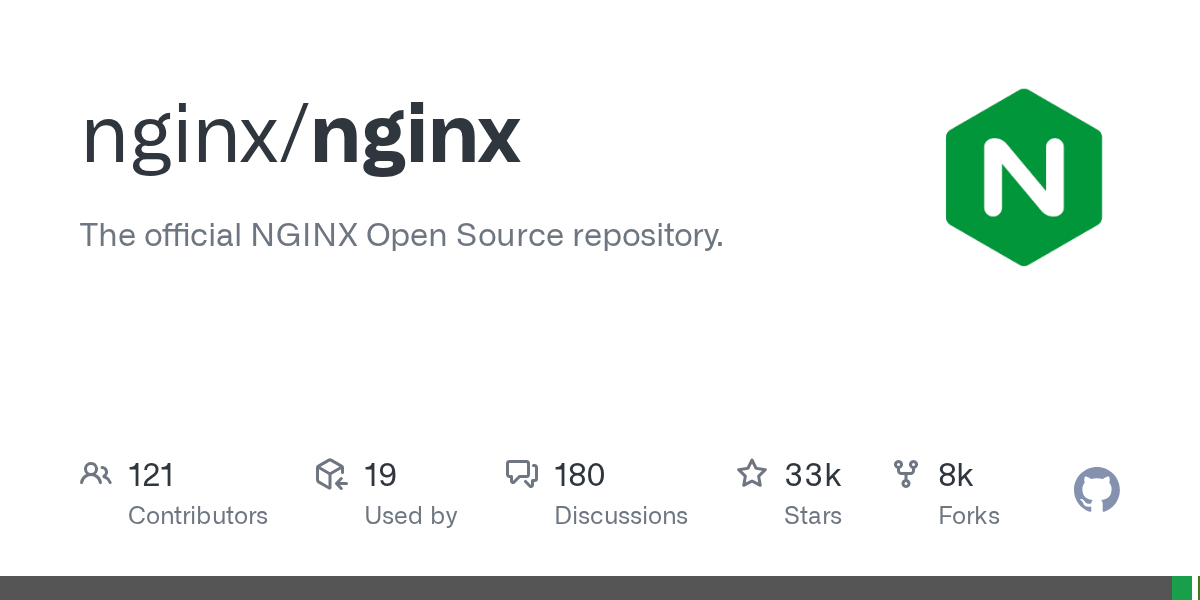 nginx/nginx
N
The official NGINX Open Source repository.
121 19 180 33k 8k
Contributors Used by Discussions Stars Forks